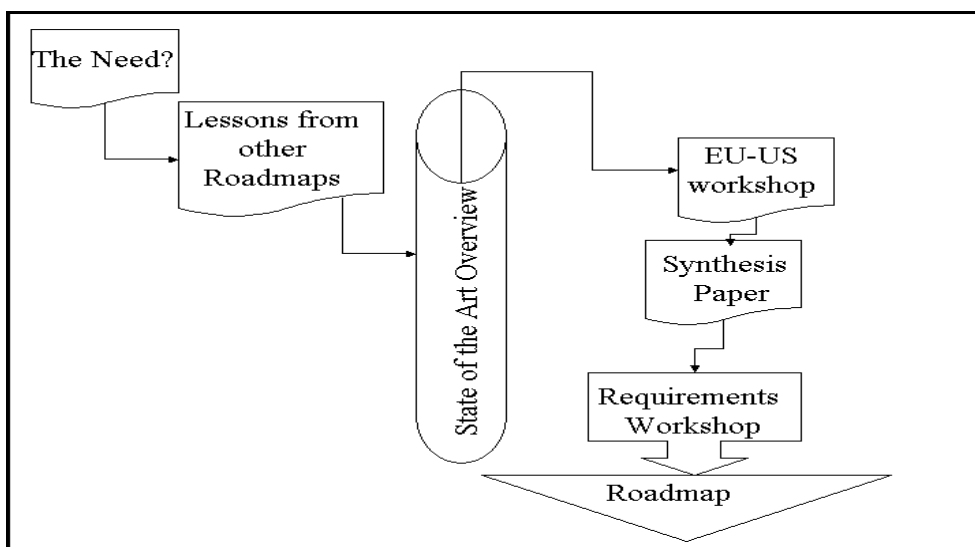 The Need?
Lessons from
other
Roadmaps
State of the Art Overview
EU-US
workshop
Synthesis
Paper
Requirements
Workshop
Roadmap